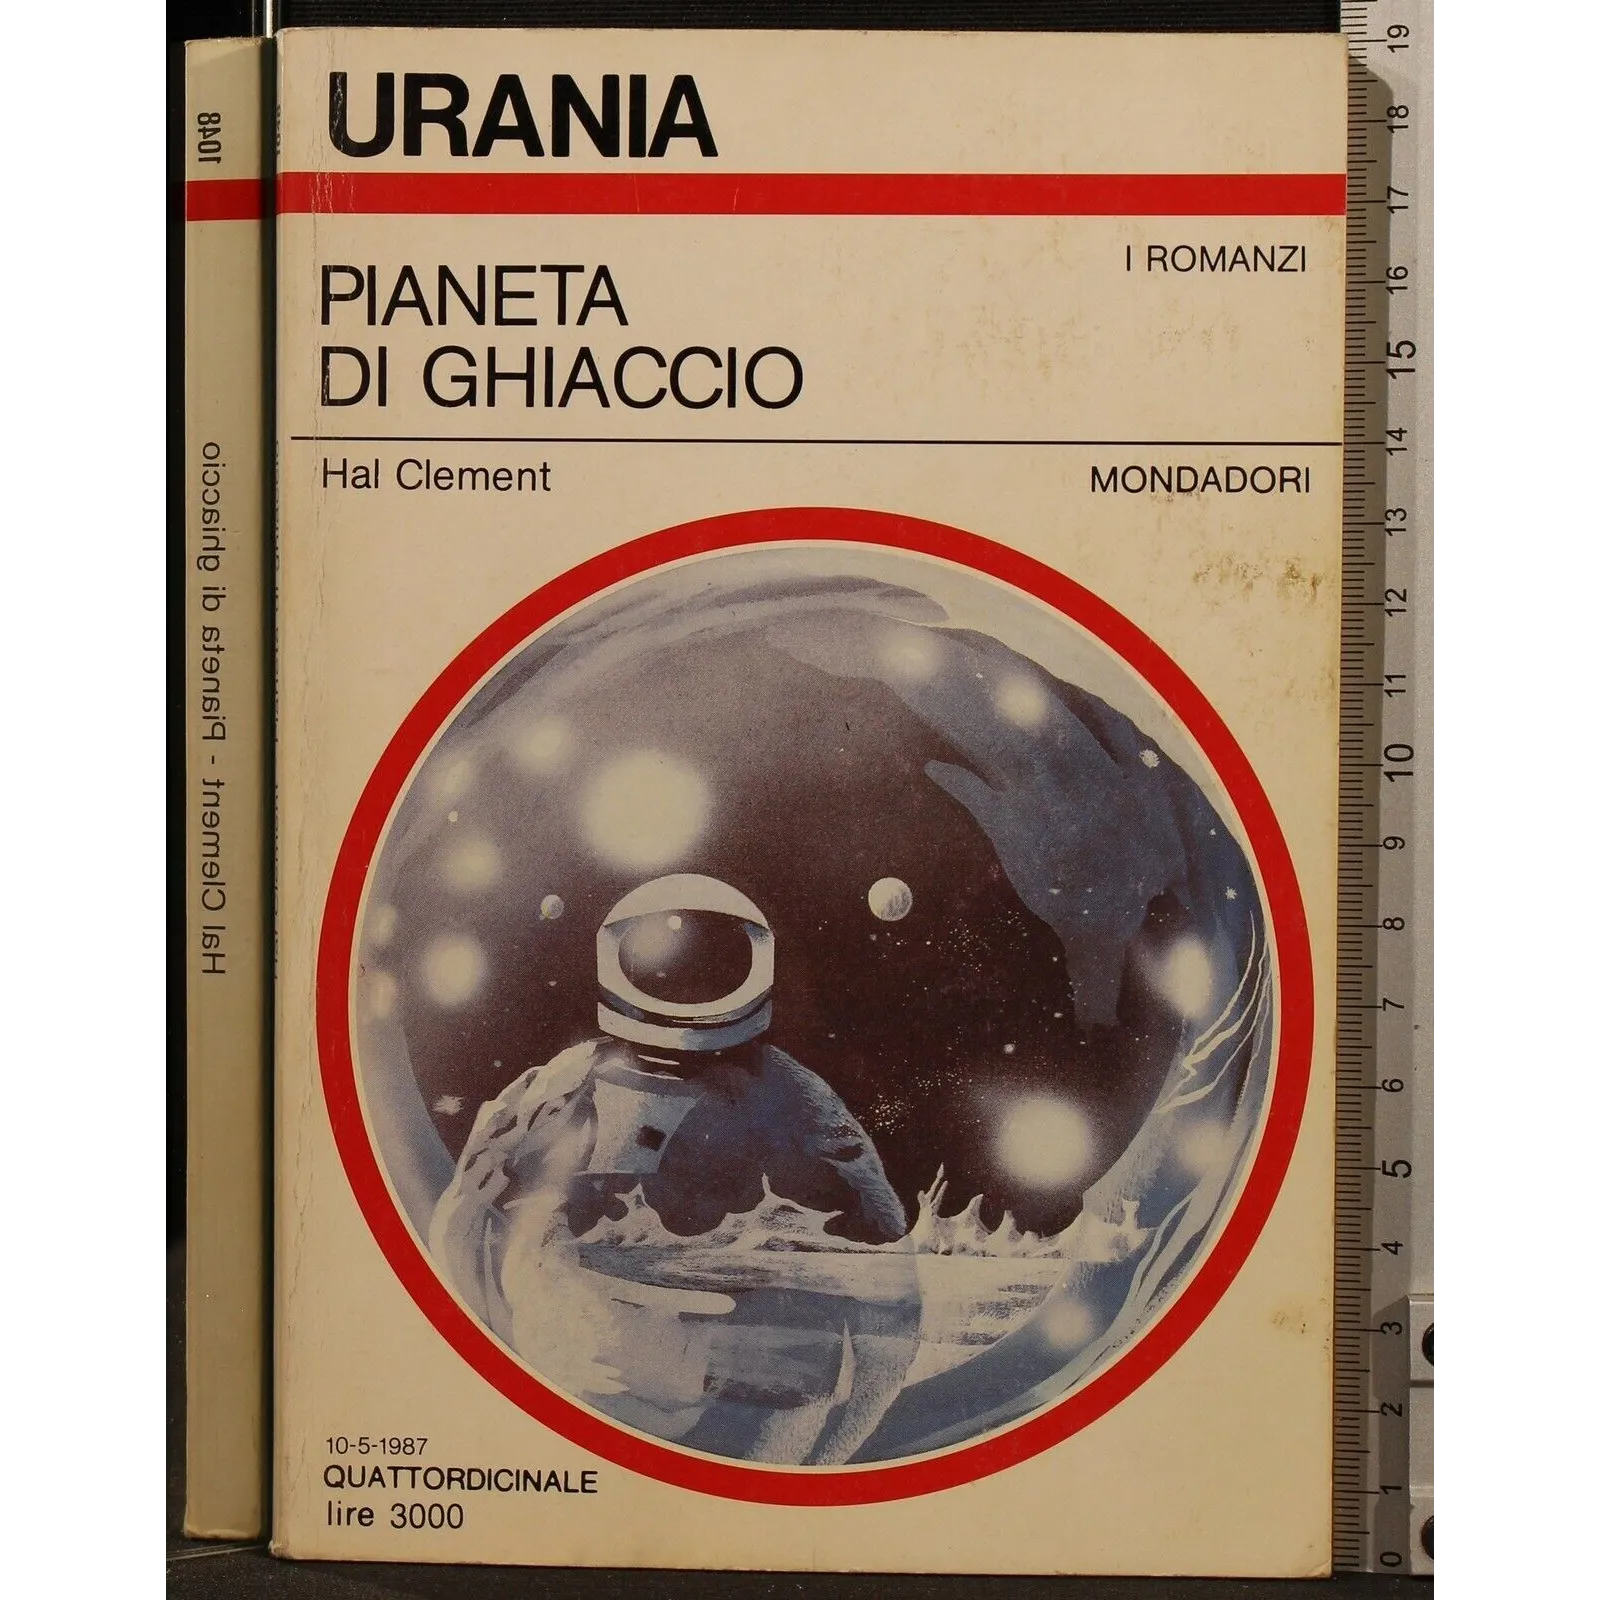 URANIA
I ROMANZI
PIANETA
DI GHIACCIO
Hal Clement
MONDADORI
10-5-1987
QUATTORDICINALE
lire 3000
1048
Hal Clement - Pianeta di ghiaccio
19
18
17
16
15
14
13
12
11
10
9
8
7
6
5
4
3
2
1
0